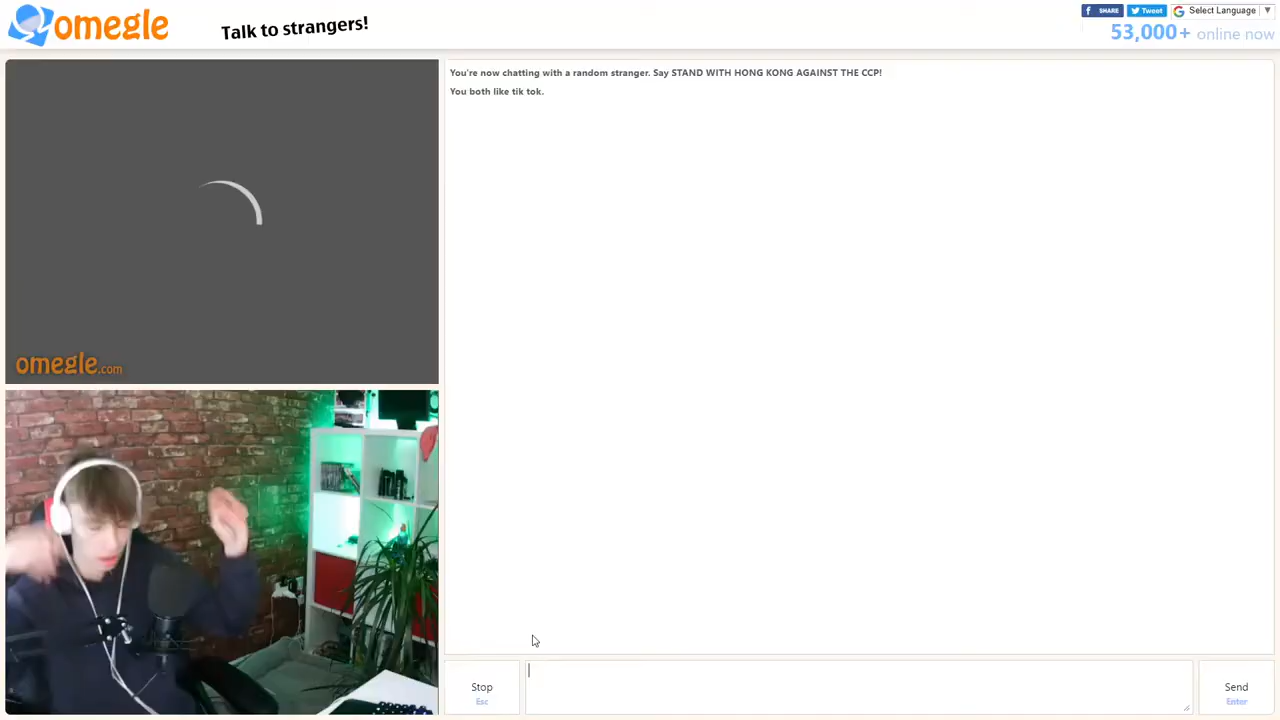 omegle
Talk to strangers!
f SHARE
Tweet
G Select Language ▼
53,000+ online now
You're now chatting with a random stranger. Say STAND WITH HONG KONG AGAINST THE CCP!
You both like tik tok.
omegle.com
Stop
Esc
Send
Enter